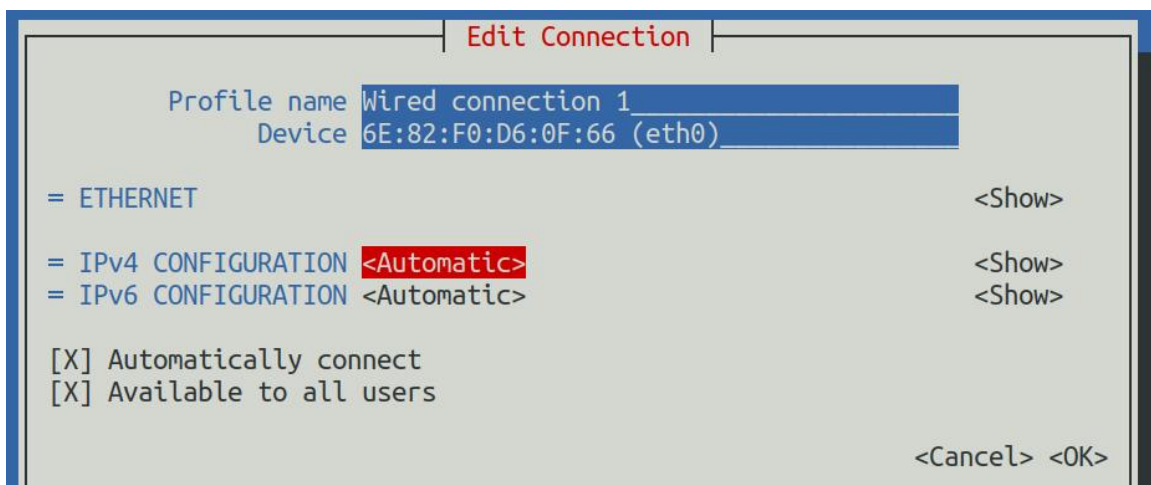 Edit Connection
Profile name Wired connection 1
Device 6E:82:F0:D6:0F:66 (eth0)
= ETHERNET <Show>
= IPv4 CONFIGURATION <Automatic> <Show>
= IPv6 CONFIGURATION <Automatic> <Show>
[X] Automatically connect
[X] Available to all users
<Cancel> <OK>